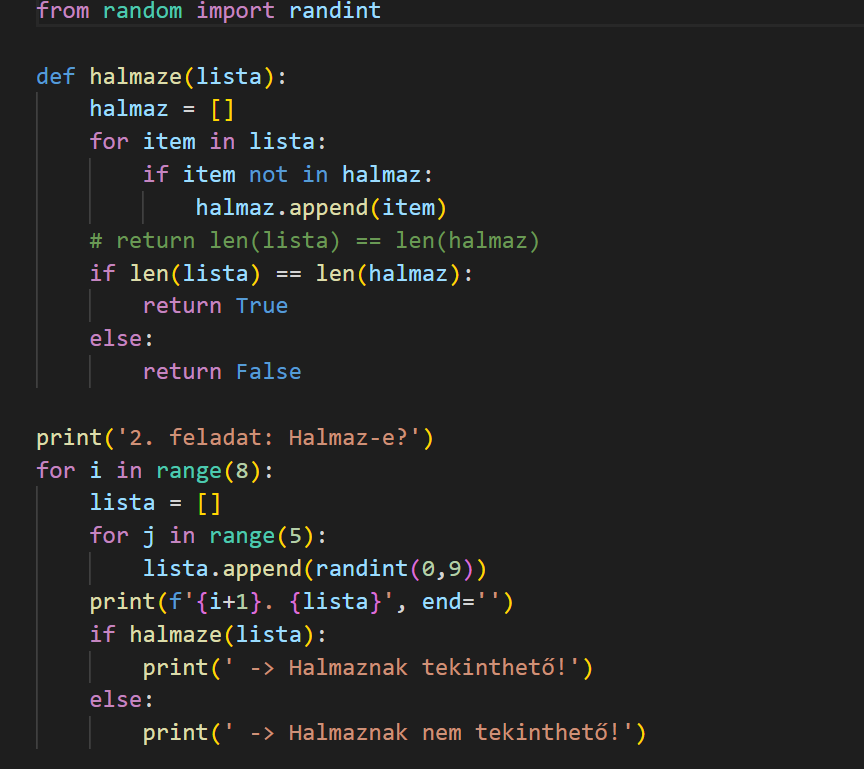 from random import randint

def halmaze(lista):
    halmaz = []
    for item in lista:
        if item not in halmaz:
            halmaz.append(item)
    # return len(lista) == len(halmaz)
    if len(lista) == len(halmaz):
        return True
    else:
        return False

print('2. feladat: Halmaz-e?')
for i in range(8):
    lista = []
    for j in range(5):
        lista.append(randint(0,9))
    print(f'{i+1}. {lista}', end='')
    if halmaze(lista):
        print(' -> Halmaznak tekinthető!')
    else:
        print(' -> Halmaznak nem tekinthető!')